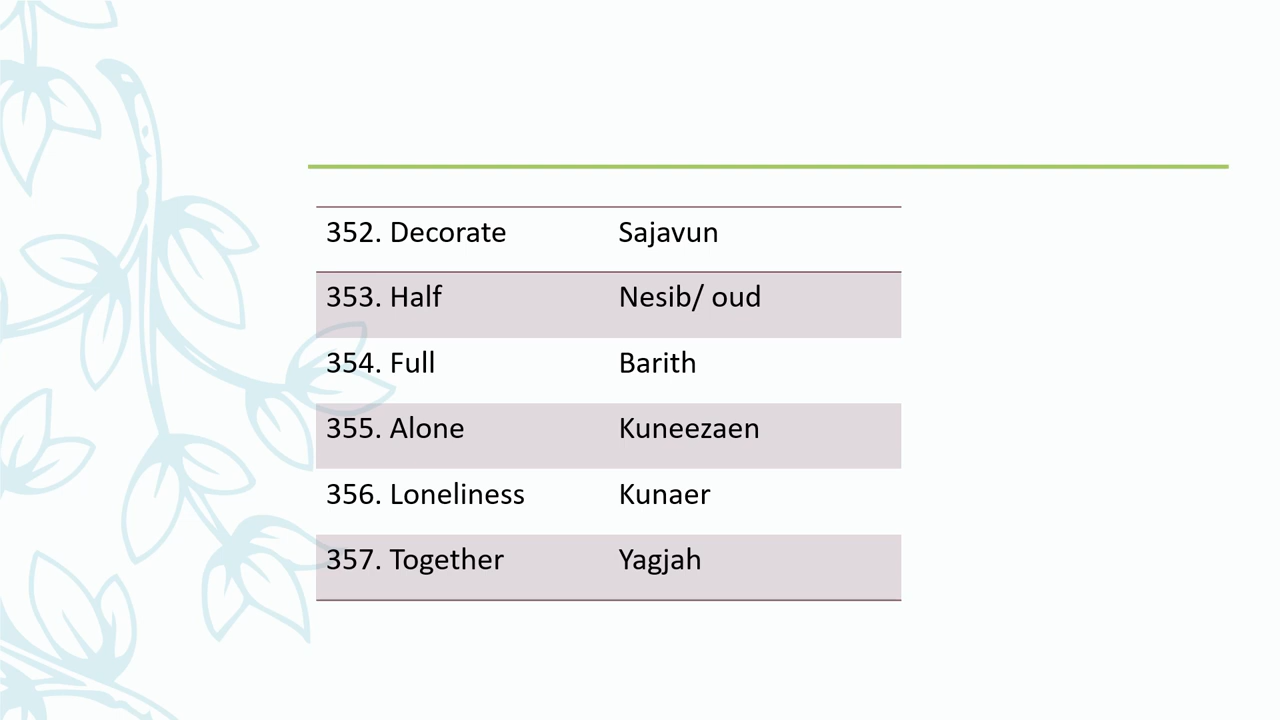 352. Decorate Sajavun
353. Half Nesib/ oud
354. Full Barith
355. Alone Kuneezaen
356. Loneliness Kunaer
357. Together Yagjah